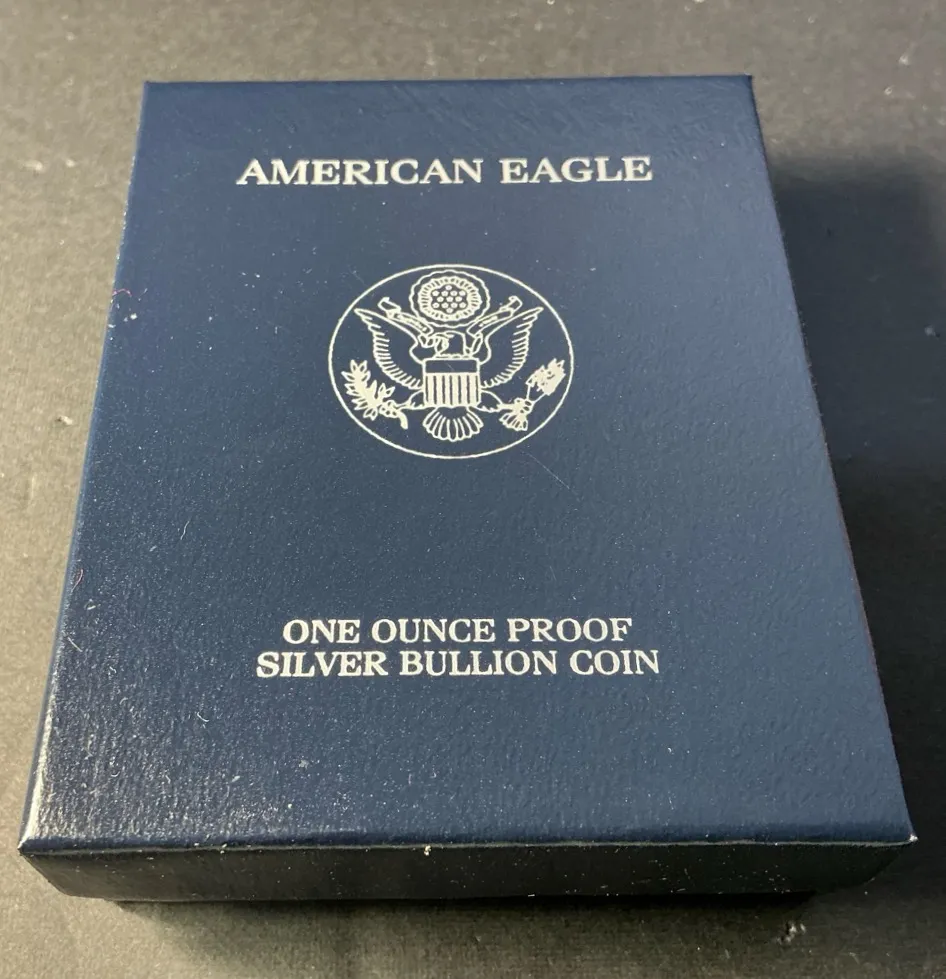 AMERICAN EAGLE
ONE OUNCE PROOF
SILVER BULLION COIN